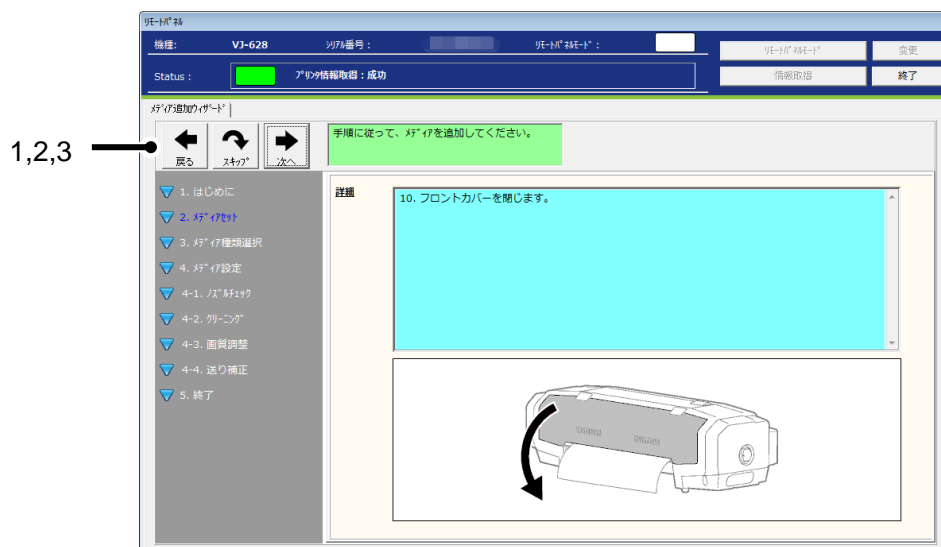 ﾘﾓｰﾄﾊﾟﾈﾙ
機種: VJ-628 ｼﾘｱﾙ番号： ﾘﾓｰﾄﾊﾟﾈﾙﾓｰﾄﾞ：
ﾘﾓｰﾄﾊﾟﾈﾙﾓｰﾄﾞ 変更
Status： ﾌﾟﾘﾝﾀ情報取得：成功
情報取得 終了
ﾒﾃﾞｨｱ追加ｳｨｻﾞｰﾄﾞ
1,2,3
戻る ｽｷｯﾌﾟ 次へ
手順に従って、ﾒﾃﾞｨｱを追加してください。
1. はじめに
2. ﾒﾃﾞｨｱｾｯﾄ
3. ﾒﾃﾞｨｱ種類選択
4. ﾒﾃﾞｨｱ設定
4-1. ﾉｽﾞﾙﾁｪｯｸ
4-2. ｸﾘｰﾆﾝｸﾞ
4-3. 画質調整
4-4. 送り補正
5. 終了
詳細
10. フロントカバーを閉じます。